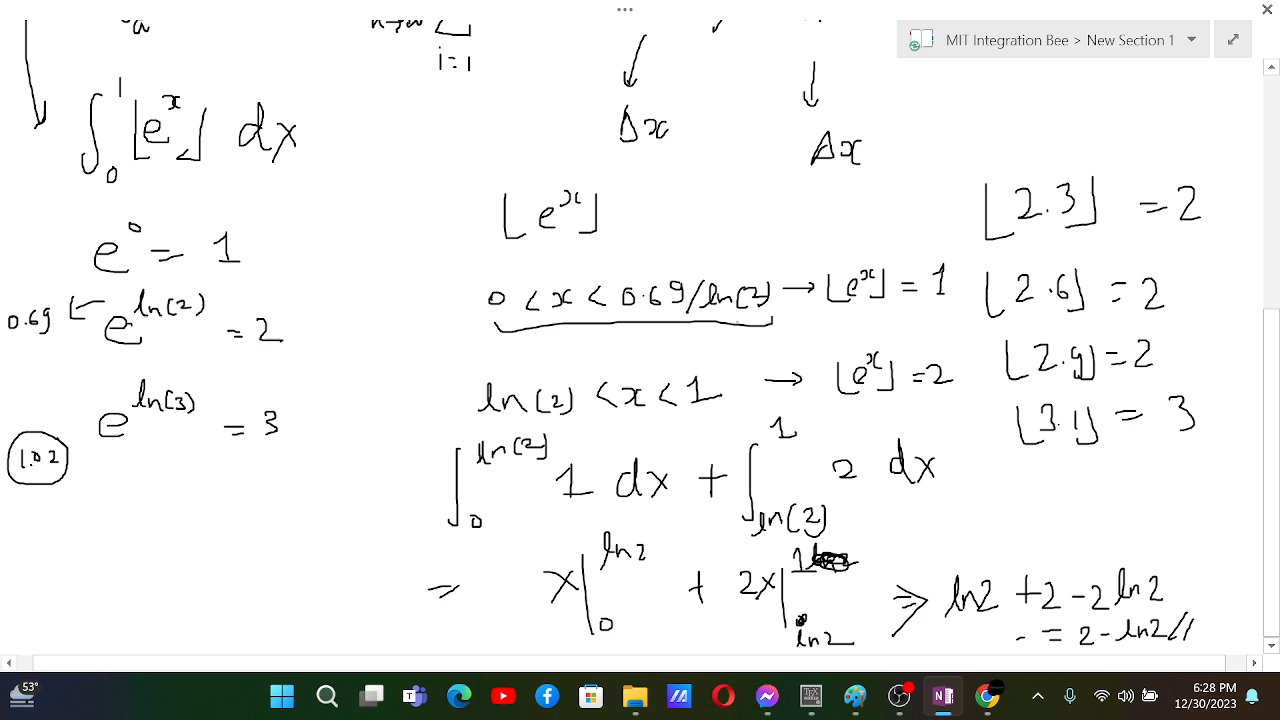 MIT Integration Bee > New Section 1
a
i=1
Δx
Δx
∫₀¹ ⌊eˣ⌋ dx
⌊eˣ⌋
⌊2.3⌋ = 2
e⁰ = 1
0 < x < 0.69/ln(2) → ⌊eˣ⌋ = 1
⌊2.6⌋ = 2
0.69 ← e^ln(2) = 2
ln(2) < x < 1 → ⌊eˣ⌋ = 2
⌊2.9⌋ = 2
e^ln(3) = 3
1.02
⌊3.1⌋ = 3
∫₀^ln(2) 1 dx + ∫_ln(2)^1 2 dx
= x|₀^ln2 + 2x|_ln2^1 ⇒ ln2 + 2 - 2 ln2
= 2 - ln2 //
53°
6:28 PM
12/30/2023